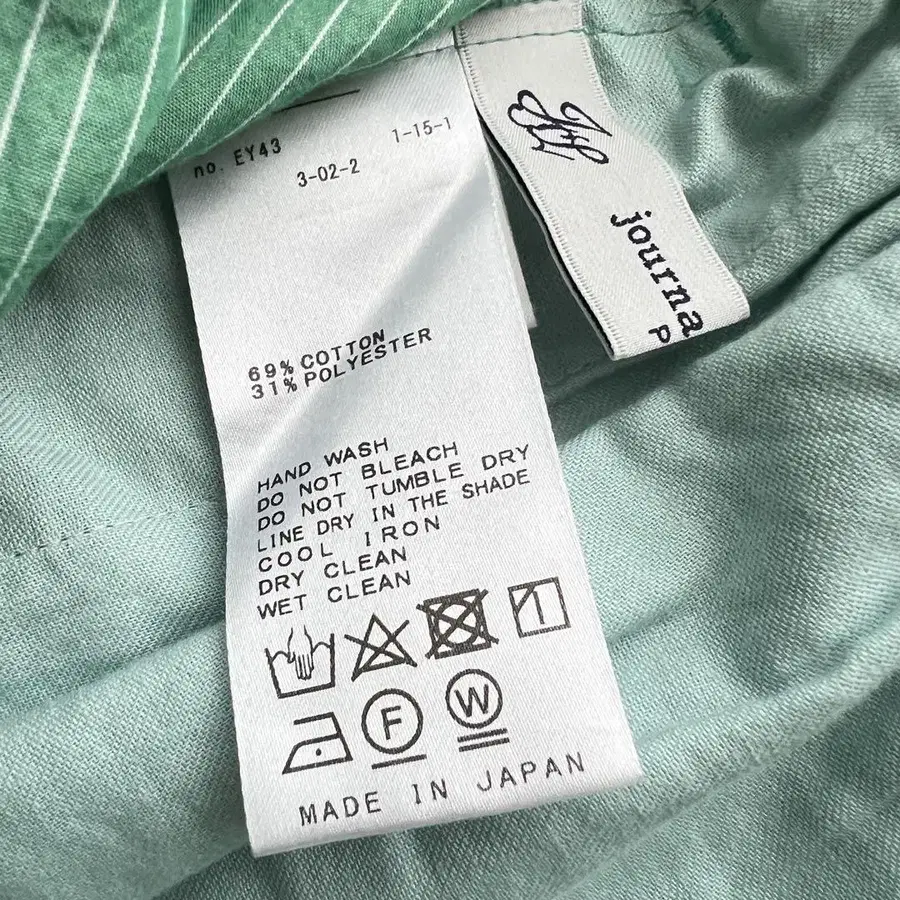 no. EY43
1-15-1
3-02-2
69% COTTON
31% POLYESTER
HAND WASH
DO NOT BLEACH
DO NOT TUMBLE DRY
LINE DRY IN THE SHADE
COOL IRON
DRY CLEAN
WET CLEAN
F
W
MADE IN JAPAN
journa
P